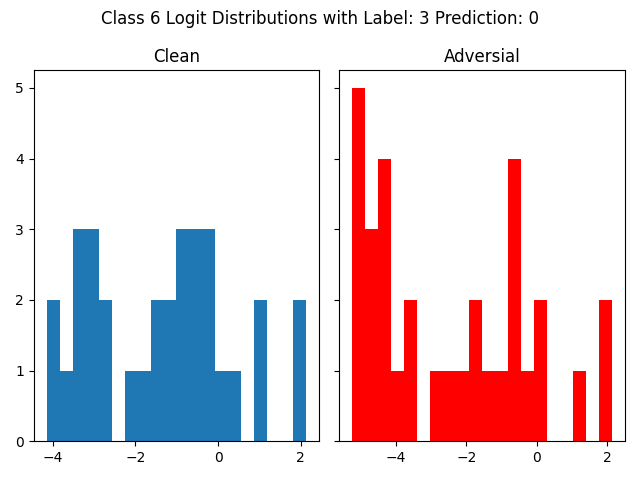 Class 6 Logit Distributions with Label: 3 Prediction: 0
Clean
Adversial
5
4
3
2
1
0
−4 −2 0 2
−4 −2 0 2